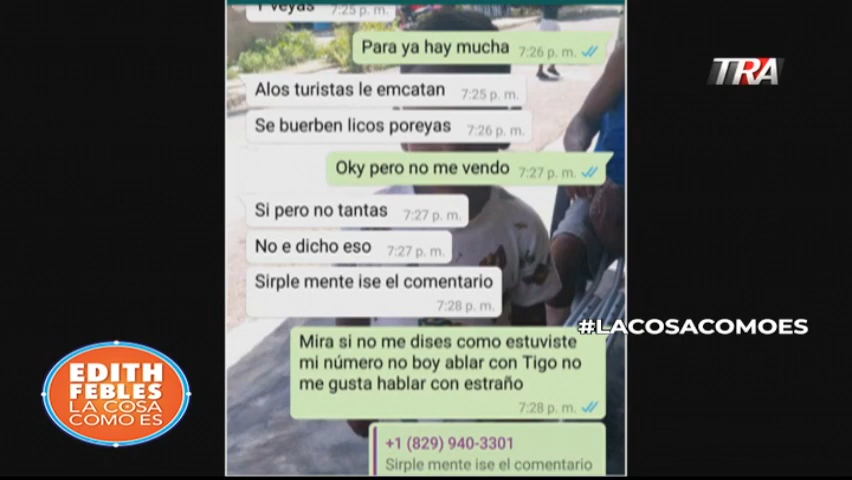 Y veyas 7:25 p. m.
Para ya hay mucha 7:26 p. m.
TRA
Alos turistas le emcatan 7:25 p. m.
Se buerben licos poreyas 7:26 p. m.
Oky pero no me vendo 7:27 p. m.
Si pero no tantas 7:27 p. m.
No e dicho eso 7:27 p. m.
Sirple mente ise el comentario
7:28 p. m.
#LACOSACOMOES
Mira si no me dises como estuviste
mi número no boy ablar con Tigo no
me gusta hablar con estraño
7:28 p. m.
EDITH
FEBLES
LA COSA
COMO ES
+1 (829) 940-3301
Sirple mente ise el comentario